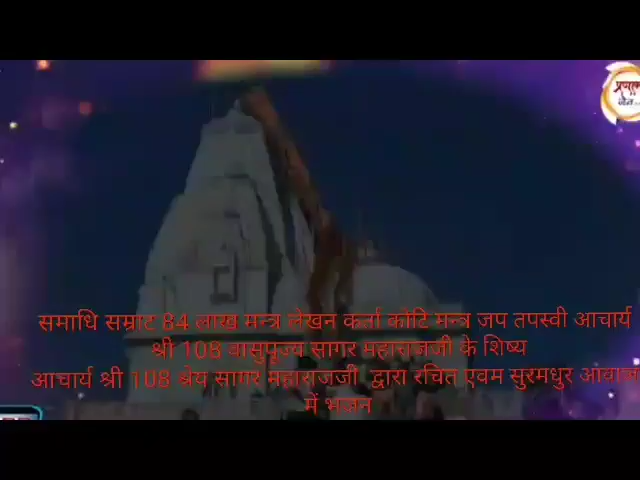 प्रणम्य
समाधि सम्राट 84 लाख मन्त्र लेखन कर्ता कोटि मन्त्र जप तपस्वी आचार्य
श्री 108 वासुपूज्य सागर महाराजजी के शिष्य
आचार्य श्री 108 श्रेय सागर महाराजजी द्वारा रचित एवम सुरमधुर आवाज
में भजन